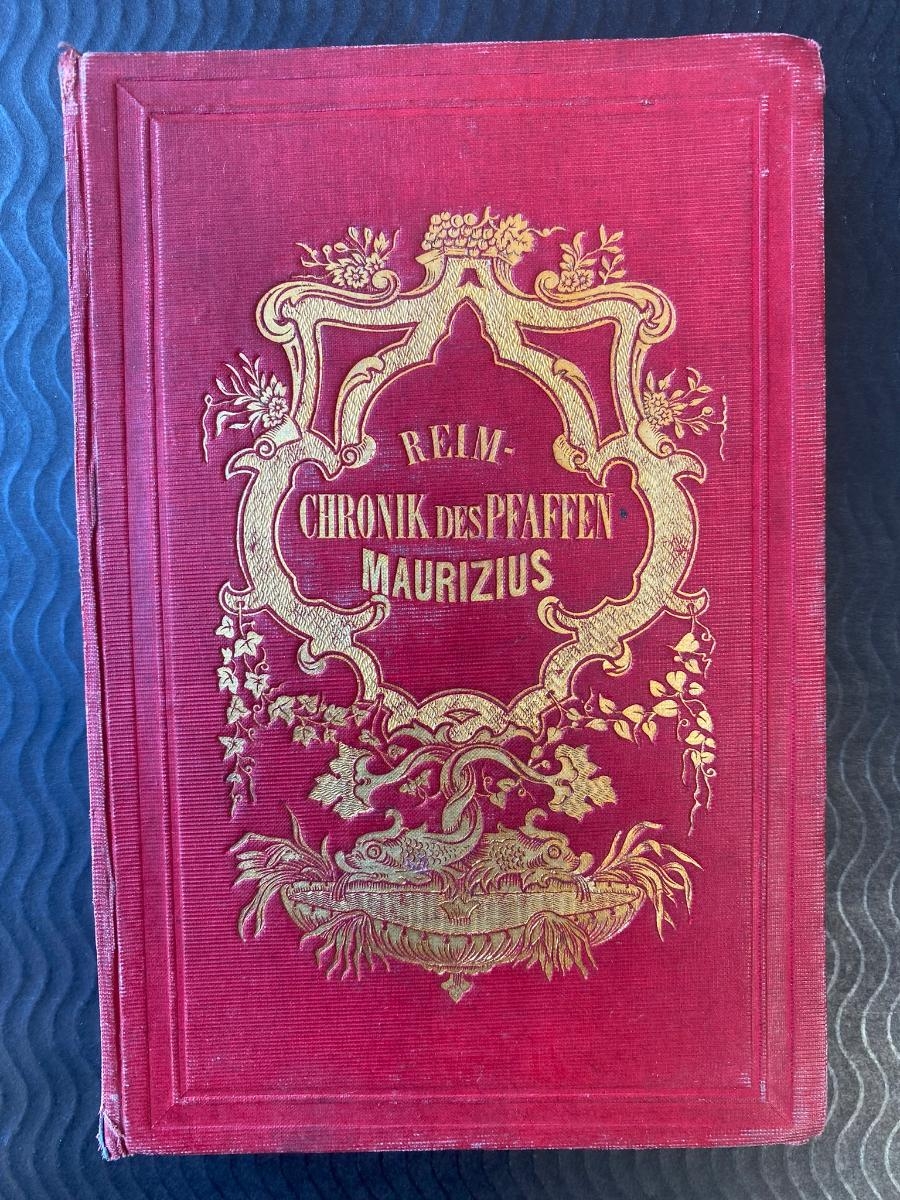 REIM-
CHRONIK DES PFAFFEN
MAURIZIUS